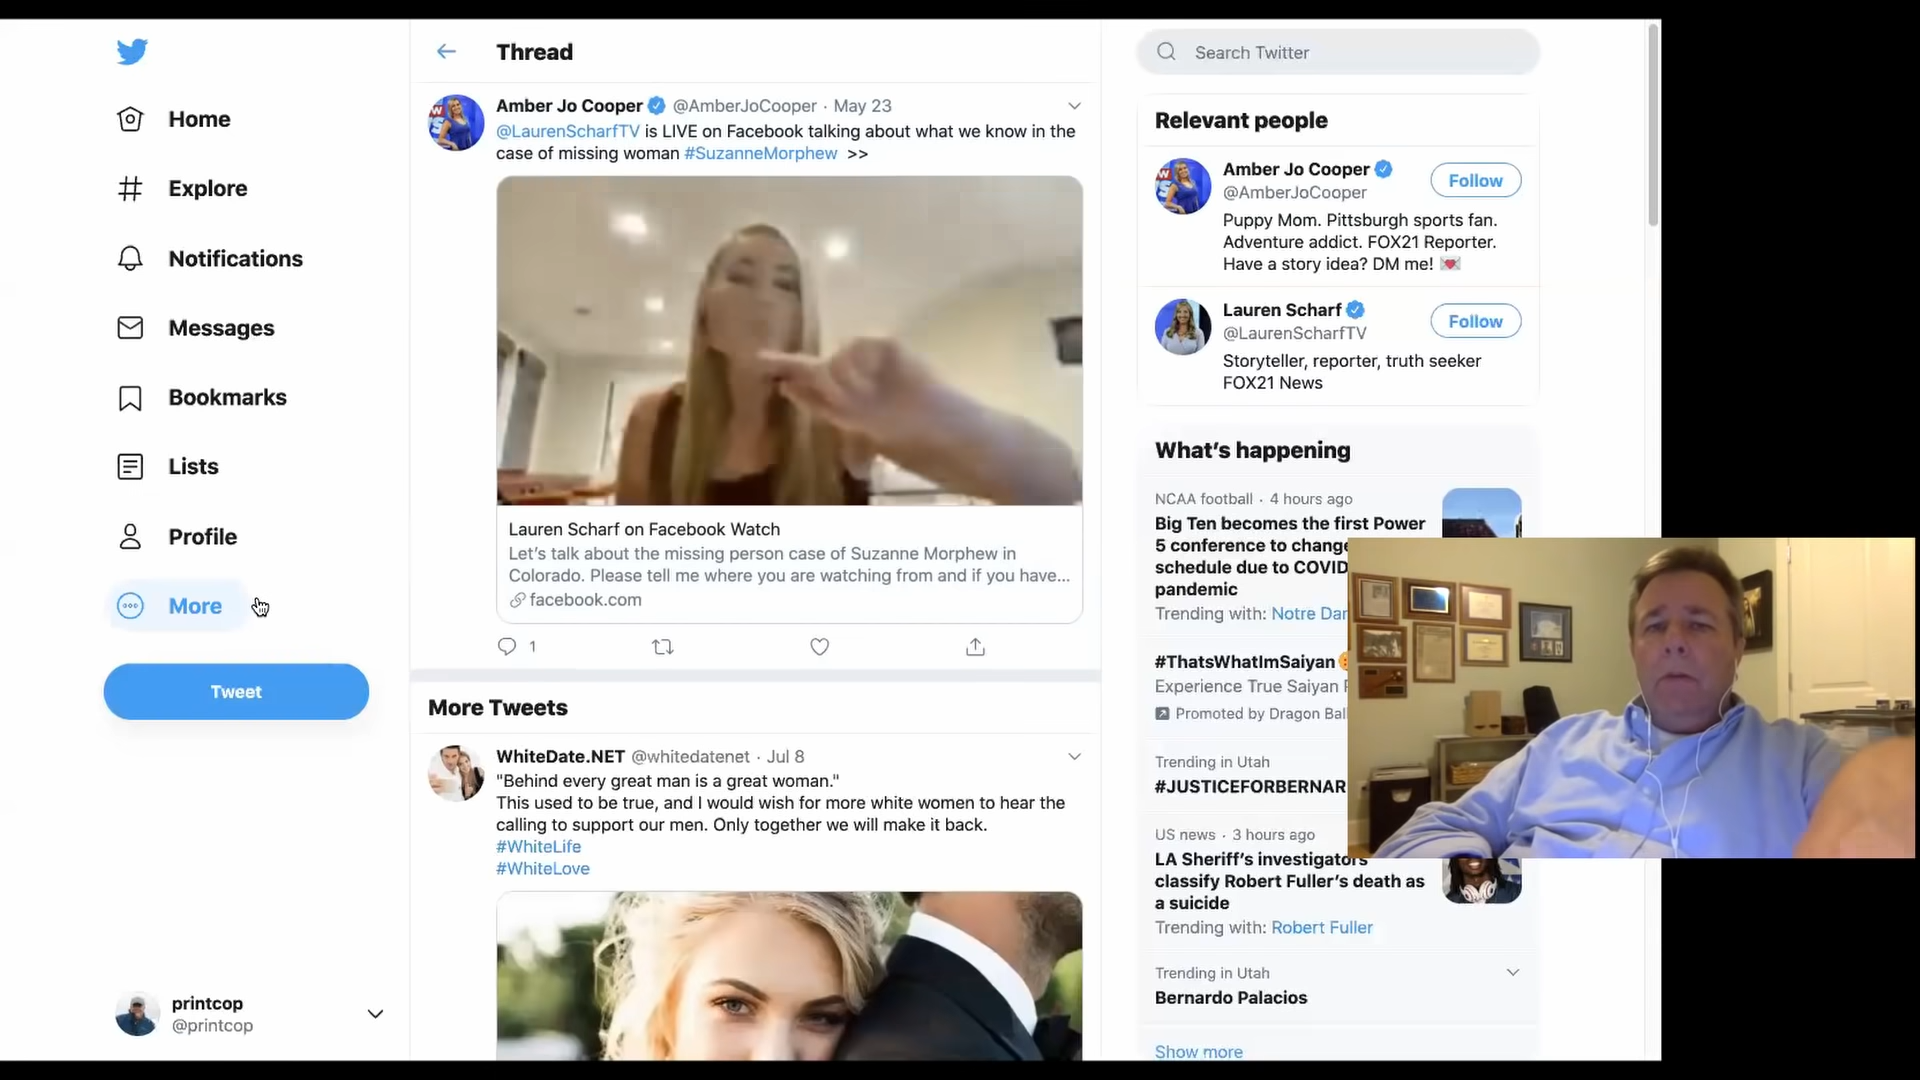 Home
Explore
Notifications
Messages
Bookmarks
Lists
Profile
More
Tweet
printcop
@printcop
Thread
Amber Jo Cooper @AmberJoCooper · May 23
@LaurenScharfTV is LIVE on Facebook talking about what we know in the
case of missing woman #SuzanneMorphew >>
Lauren Scharf on Facebook Watch
Let's talk about the missing person case of Suzanne Morphew in
Colorado. Please tell me where you are watching from and if you have...
facebook.com
1
More Tweets
WhiteDate.NET @whitedatenet · Jul 8
"Behind every great man is a great woman."
This used to be true, and I would wish for more white women to hear the
calling to support our men. Only together we will make it back.
#WhiteLife
#WhiteLove
Search Twitter
Relevant people
Amber Jo Cooper
@AmberJoCooper
Follow
Puppy Mom. Pittsburgh sports fan.
Adventure addict. FOX21 Reporter.
Have a story idea? DM me!
Lauren Scharf
@LaurenScharfTV
Follow
Storyteller, reporter, truth seeker
FOX21 News
What's happening
NCAA football · 4 hours ago
Big Ten becomes the first Power
5 conference to change
schedule due to COVID
pandemic
Trending with: Notre Dar
#ThatsWhatImSaiyan
Experience True Saiyan
Promoted by Dragon Bal
Trending in Utah
#JUSTICEFORBERNAR
US news · 3 hours ago
LA Sheriff's investigators
classify Robert Fuller's death as
a suicide
Trending with: Robert Fuller
Trending in Utah
Bernardo Palacios
Show more